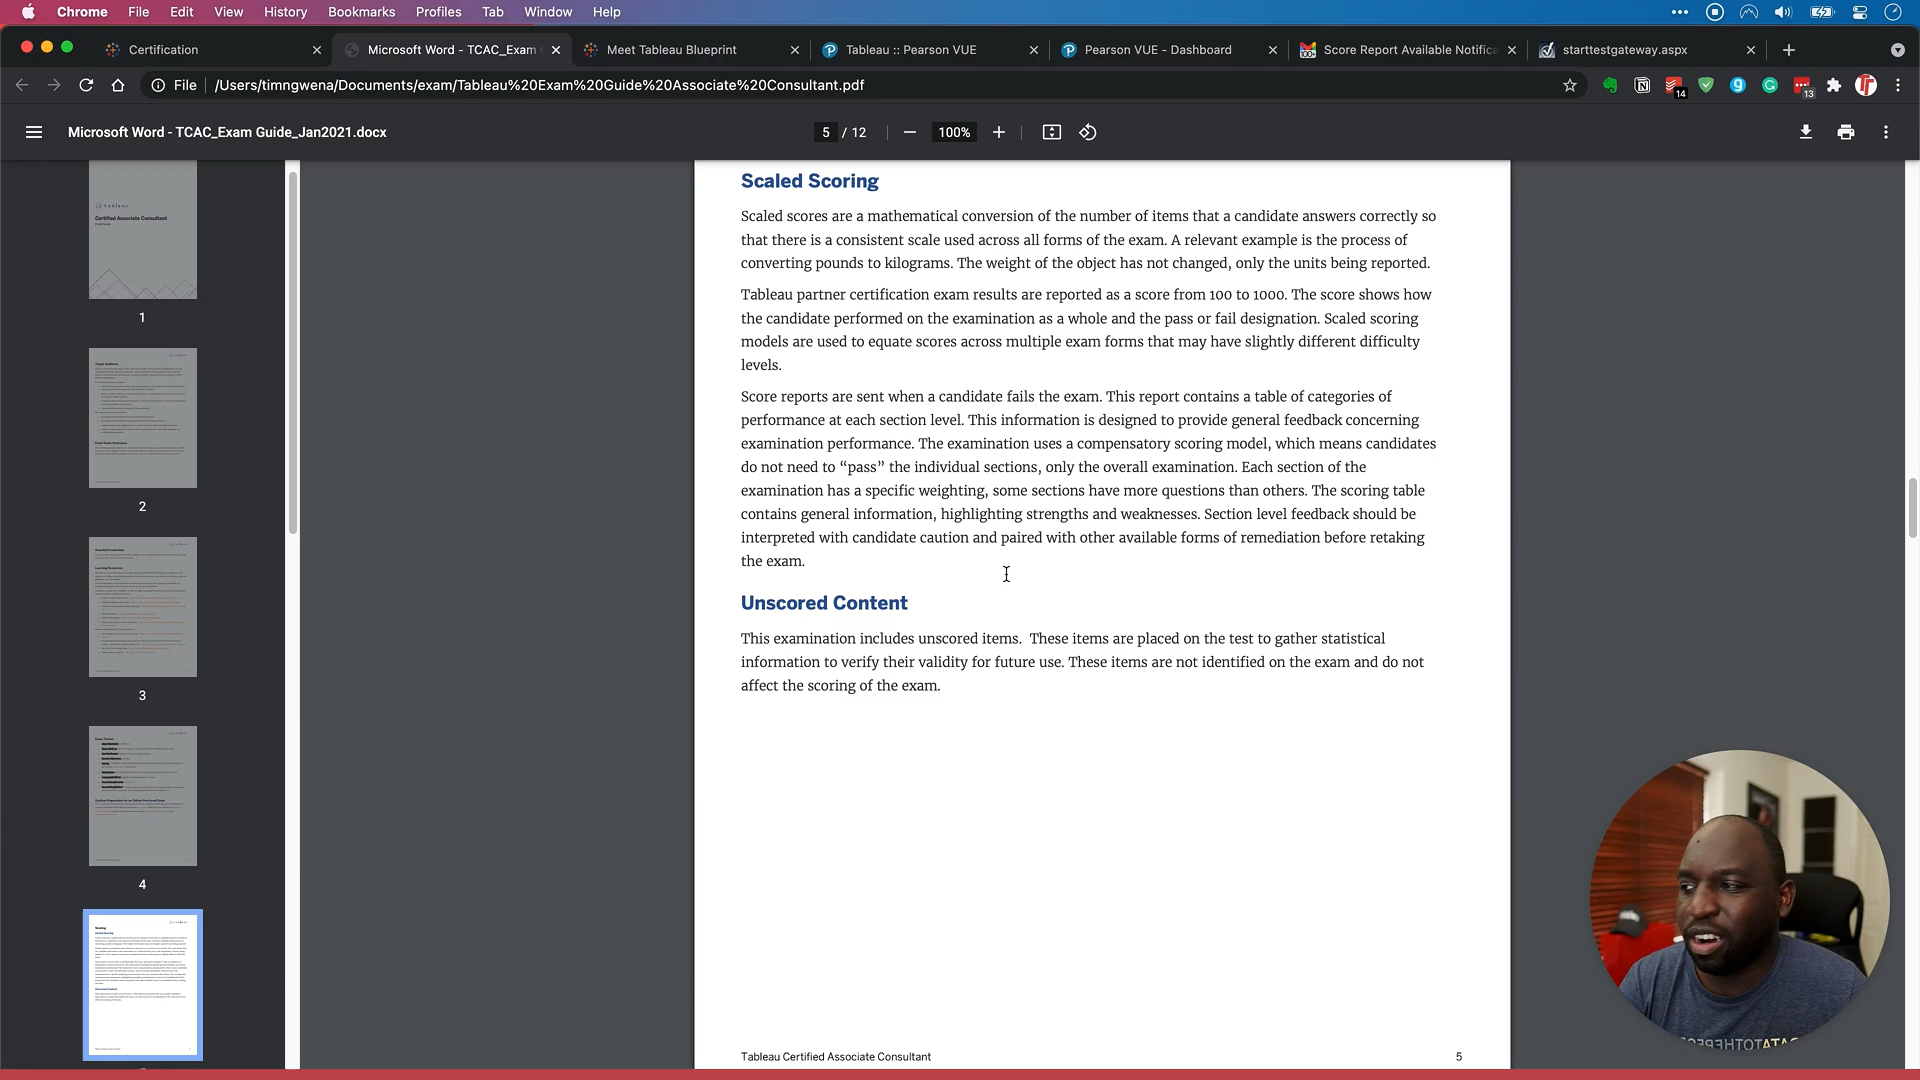 Chrome File Edit View History Bookmarks Profiles Tab Window Help
Certification
Microsoft Word - TCAC_Exam
Meet Tableau Blueprint
Tableau :: Pearson VUE
Pearson VUE - Dashboard
Score Report Available Notifica
starttestgateway.aspx
File /Users/timngwena/Documents/exam/Tableau%20Exam%20Guide%20Associate%20Consultant.pdf
14
13
Microsoft Word - TCAC_Exam Guide_Jan2021.docx
5 / 12
100%
Certified Associate Consultant
1
2
3
4
Scaled Scoring
Scaled scores are a mathematical conversion of the number of items that a candidate answers correctly so
that there is a consistent scale used across all forms of the exam. A relevant example is the process of
converting pounds to kilograms. The weight of the object has not changed, only the units being reported.
Tableau partner certification exam results are reported as a score from 100 to 1000. The score shows how
the candidate performed on the examination as a whole and the pass or fail designation. Scaled scoring
models are used to equate scores across multiple exam forms that may have slightly different difficulty
levels.
Score reports are sent when a candidate fails the exam. This report contains a table of categories of
performance at each section level. This information is designed to provide general feedback concerning
examination performance. The examination uses a compensatory scoring model, which means candidates
do not need to “pass” the individual sections, only the overall examination. Each section of the
examination has a specific weighting, some sections have more questions than others. The scoring table
contains general information, highlighting strengths and weaknesses. Section level feedback should be
interpreted with candidate caution and paired with other available forms of remediation before retaking
the exam.
Unscored Content
This examination includes unscored items.  These items are placed on the test to gather statistical
information to verify their validity for future use. These items are not identified on the exam and do not
affect the scoring of the exam.
Tableau Certified Associate Consultant
5